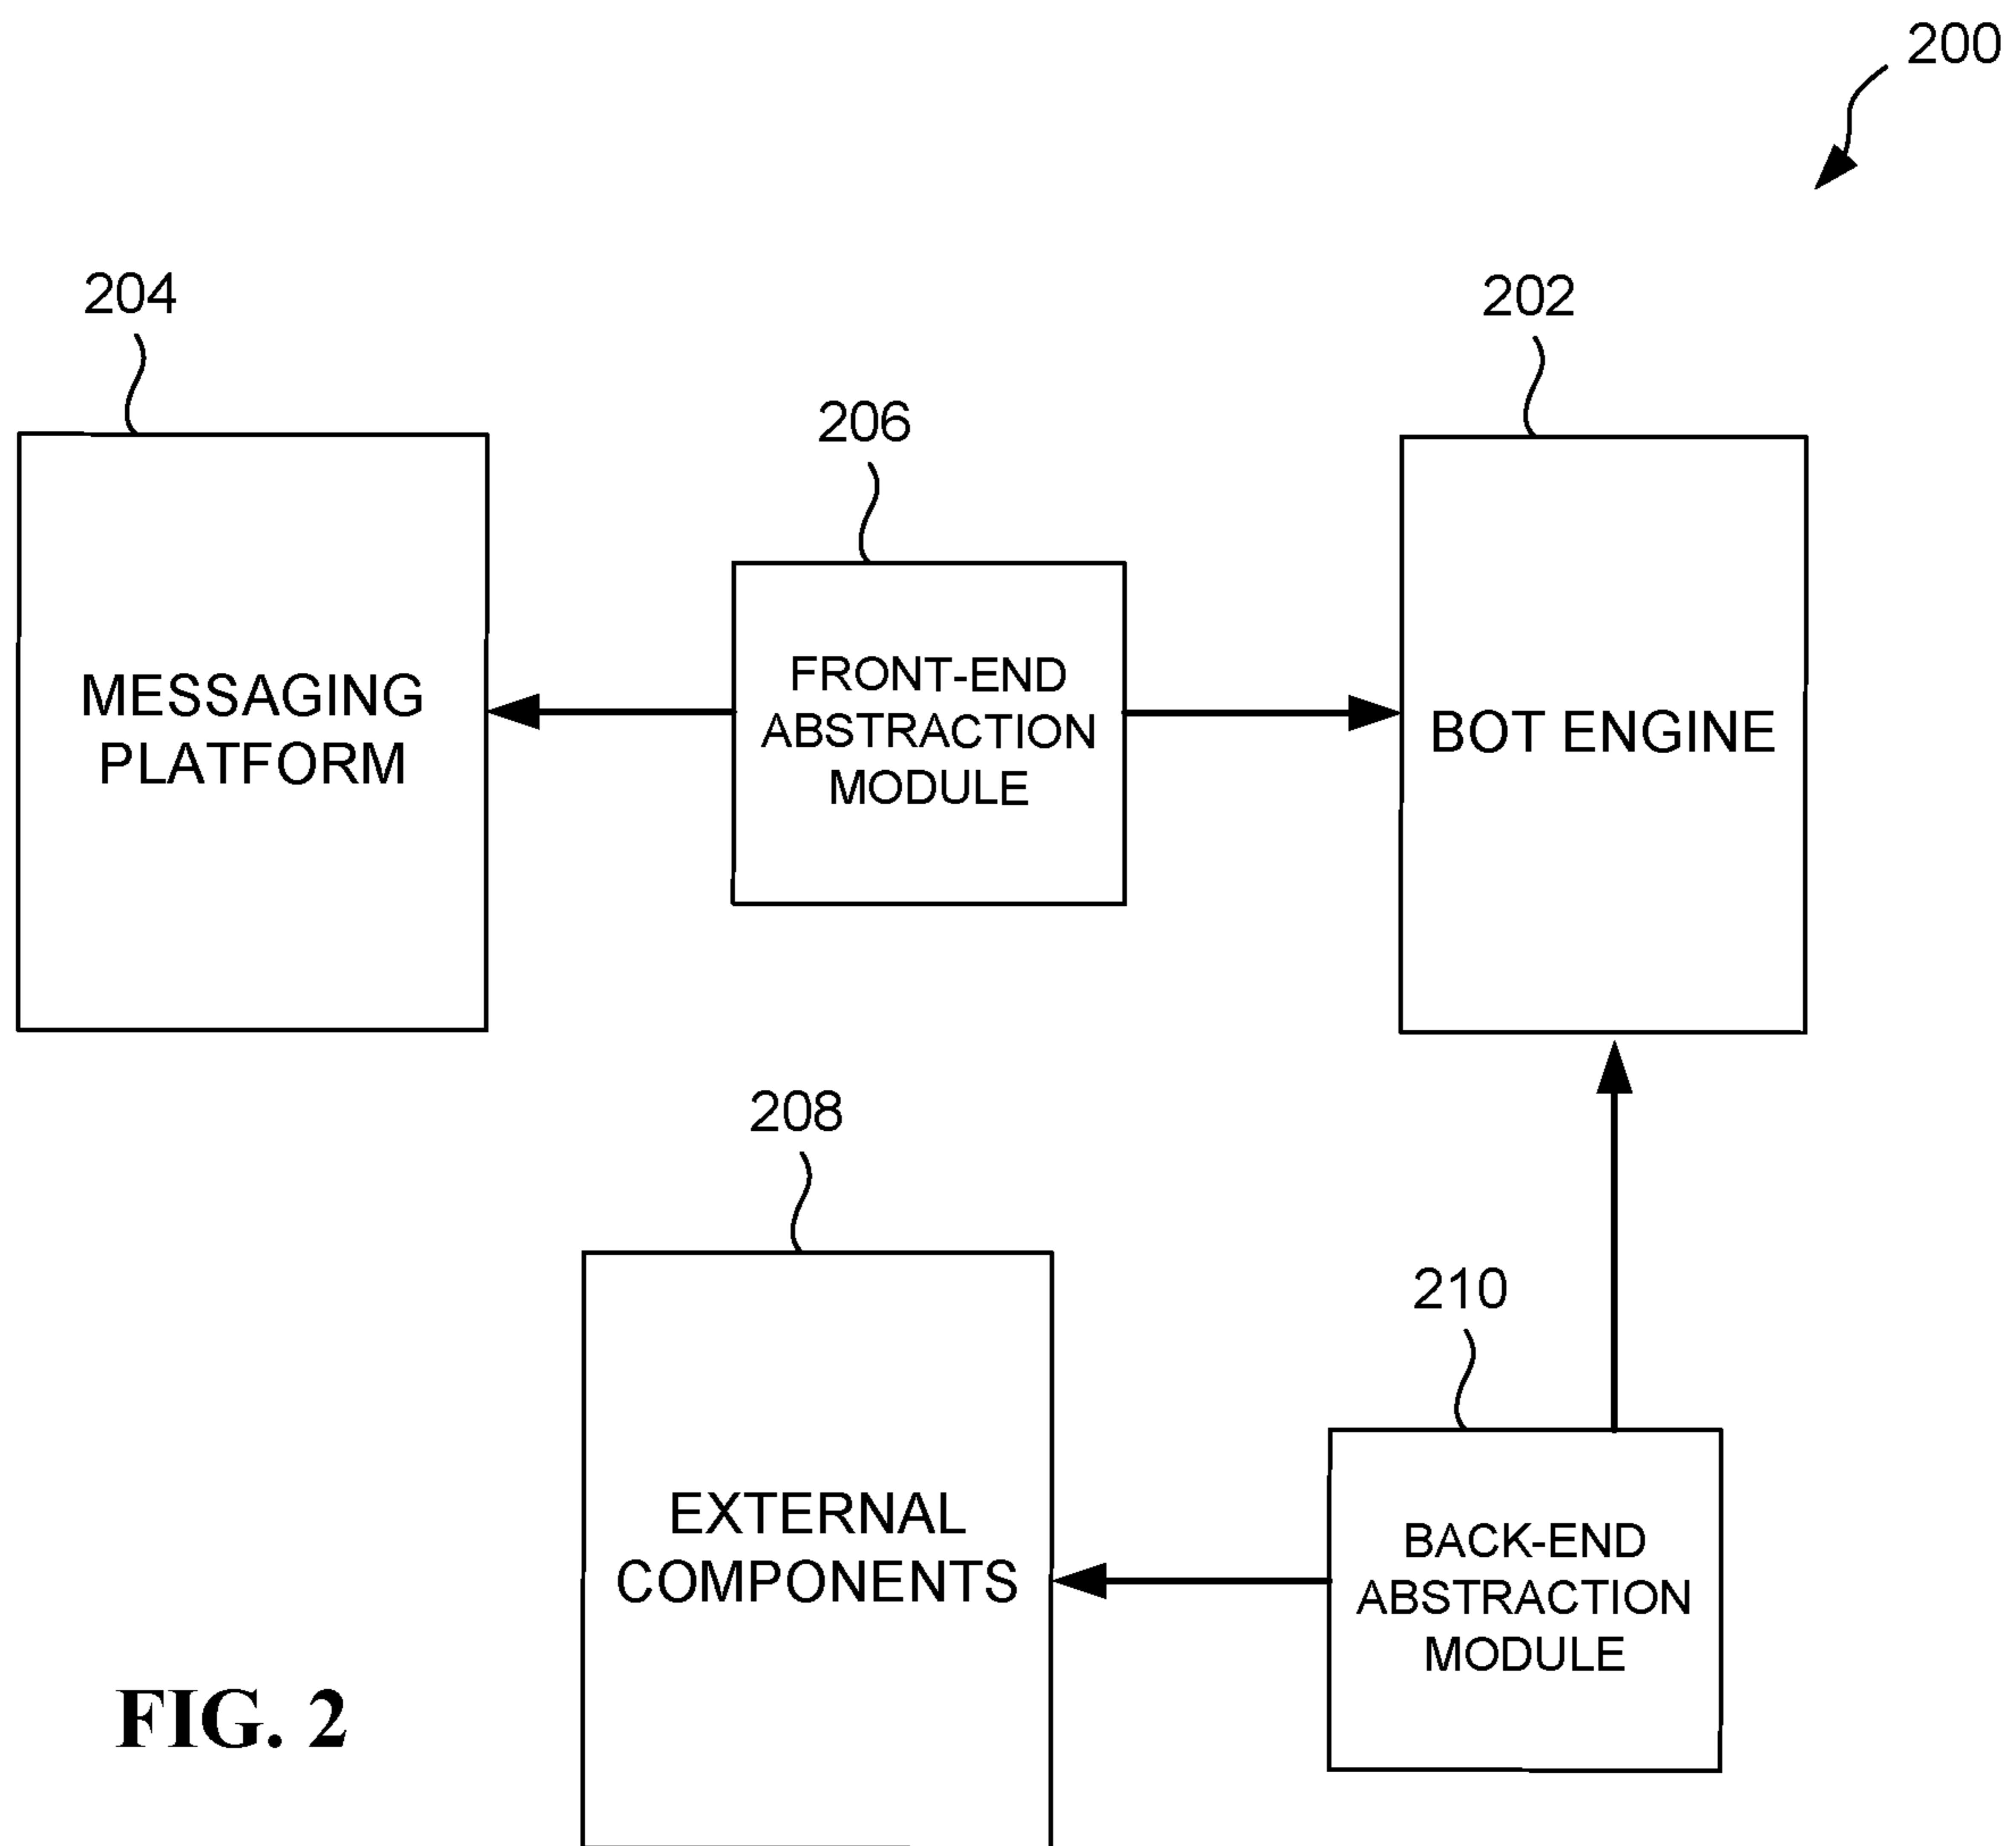 200
204
202
206
MESSAGING
PLATFORM
FRONT-END
ABSTRACTION
MODULE
BOT ENGINE
208
210
EXTERNAL
COMPONENTS
BACK-END
ABSTRACTION
MODULE
FIG. 2